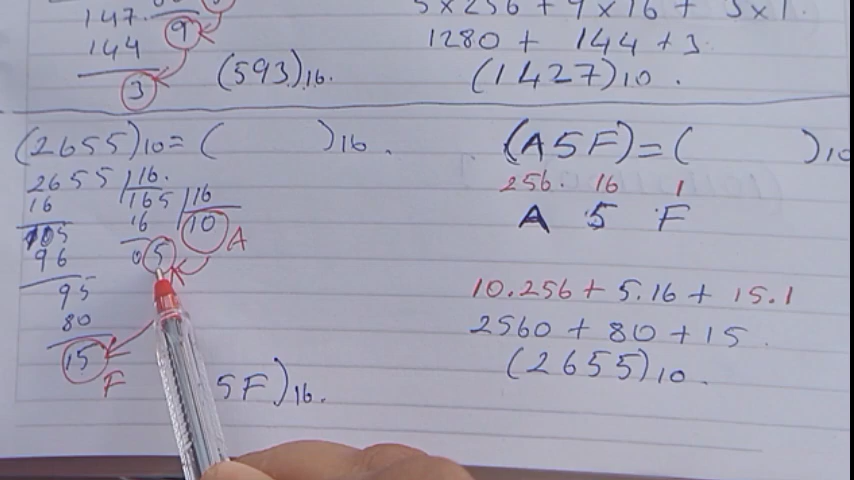 147.
144
9
3
(593)16.
5x256 + 9x16 + 3x1.
1280 + 144 + 3.
(1427)10.
(2655)10 = ( )16.
2655 | 16.
16 | 165 | 16
105 16 10 A
96 05
95
80
15
F
5F)16.
(A5F) = ( )10
256. 16 1
A 5 F
10.256 + 5.16 + 15.1
2560 + 80 + 15.
(2655)10.